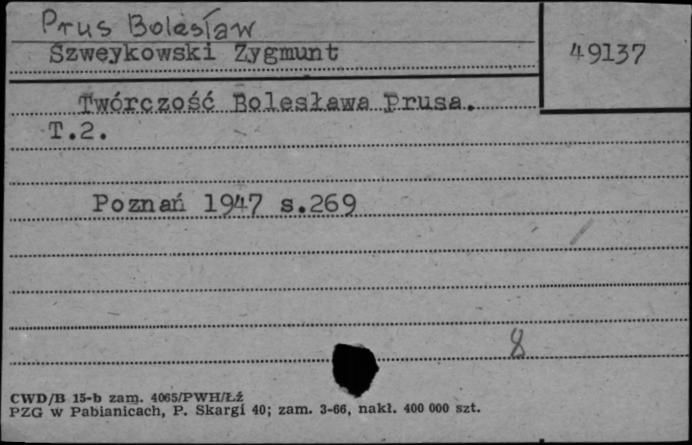 Prus Bolesław
Szweykowski Zygmunt
49137
Twórczość Bolesława Prusa.
T.2.
Poznań 1947 s.269
8
CWD/B 15-b zam. 4065/PWH/Łź
PZG w Pabianicach, P. Skargi 40; zam. 3-66, nakł. 400 000 szt.